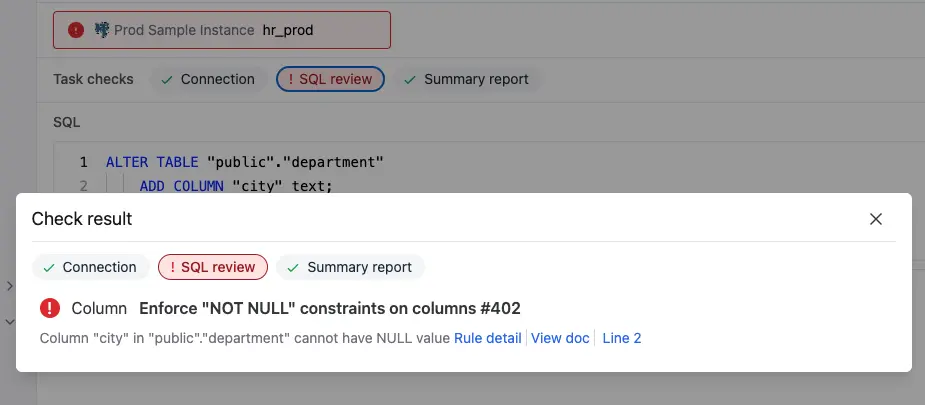 Prod Sample Instance hr_prod
Task checks Connection ! SQL review Summary report
SQL
1 ALTER TABLE "public"."department"
2 ADD COLUMN "city" text;
Check result
Connection ! SQL review Summary report
Column Enforce "NOT NULL" constraints on columns #402
Column "city" in "public"."department" cannot have NULL value Rule detail View doc Line 2